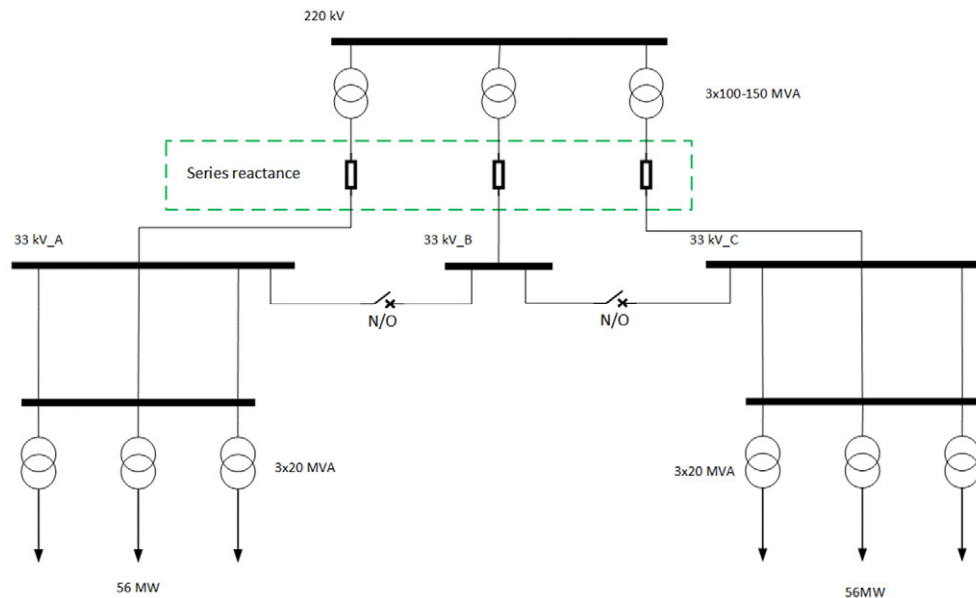 220 kV
3x100-150 MVA
Series reactance
33 kV_A
33 kV_B
33 kV_C
N/O
N/O
3x20 MVA
3x20 MVA
56 MW
56MW